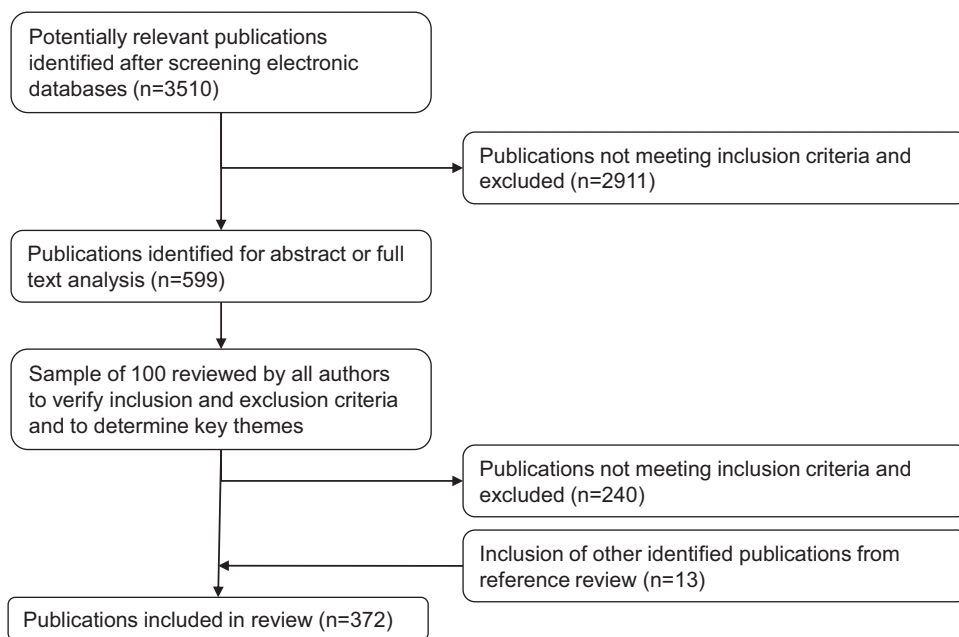 Potentially relevant publications
identified after screening electronic
databases (n=3510)
Publications not meeting inclusion criteria and
excluded (n=2911)
Publications identified for abstract or full
text analysis (n=599)
Sample of 100 reviewed by all authors
to verify inclusion and exclusion criteria
and to determine key themes
Publications not meeting inclusion criteria and
excluded (n=240)
Inclusion of other identified publications from
reference review (n=13)
Publications included in review (n=372)